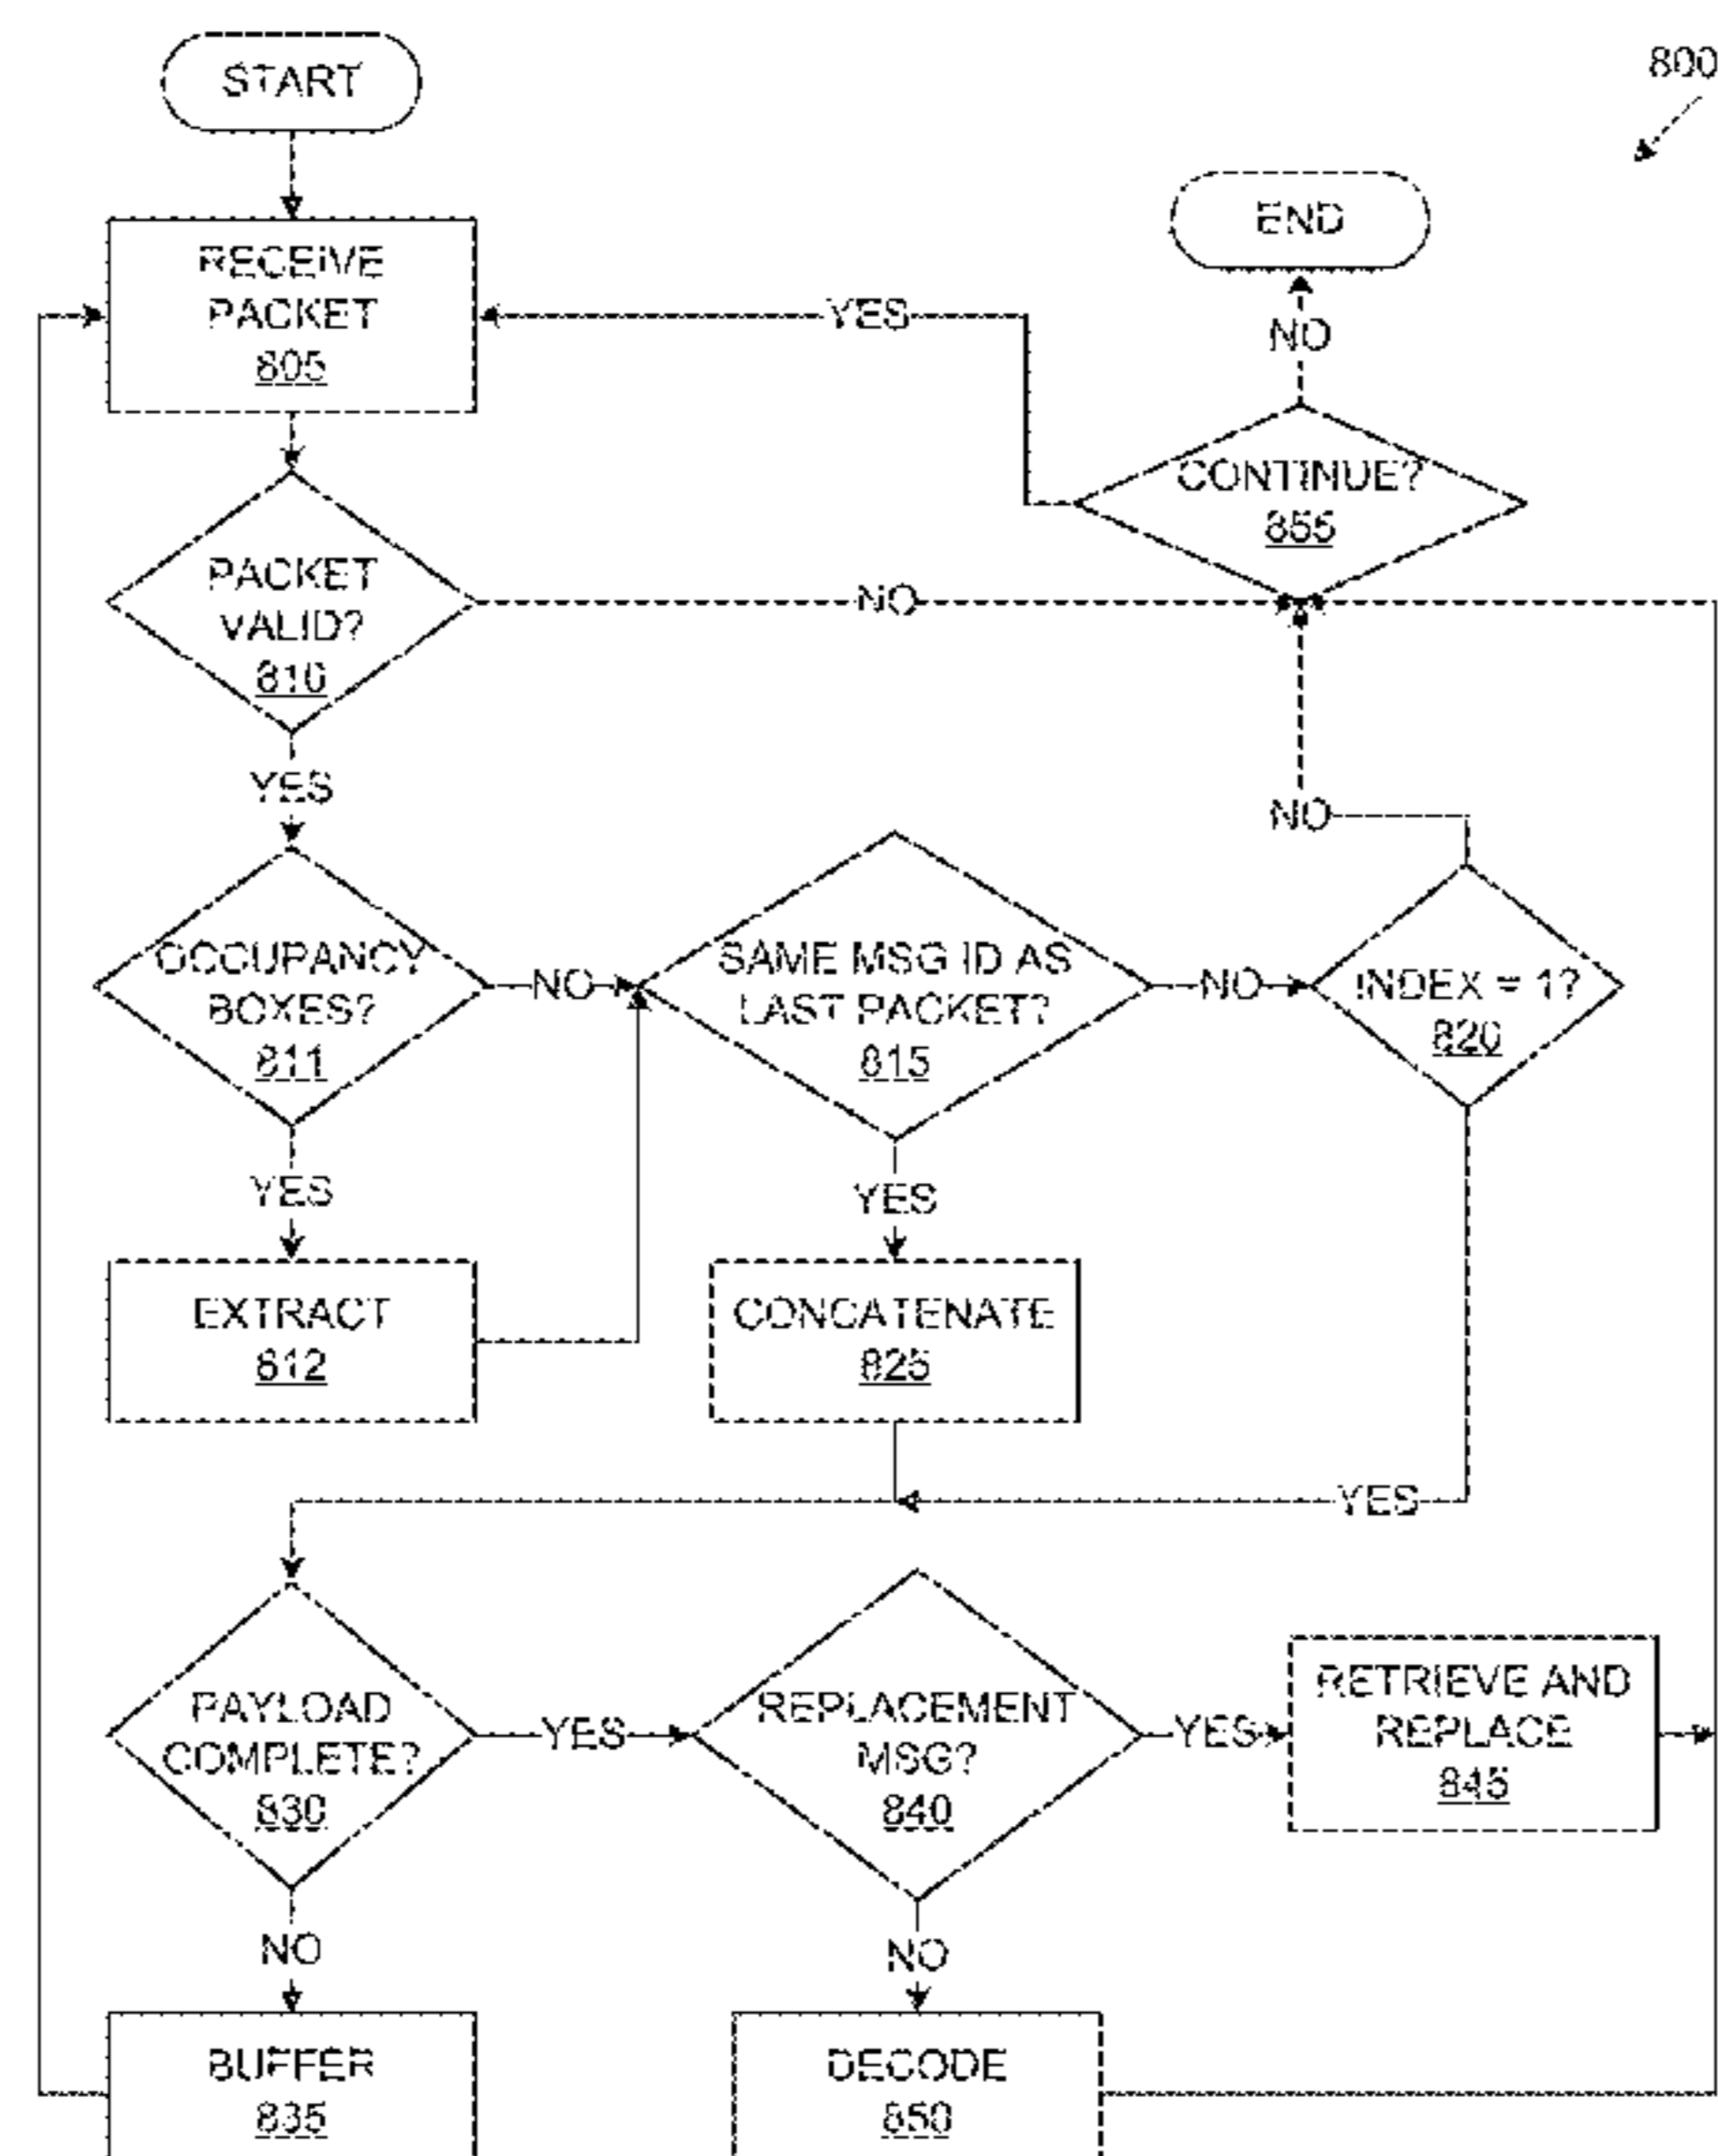 START
800
END
RECEIVE
PACKET
805
YES
NO
CONTINUE?
855
PACKET
VALID?
810
NO
YES
NO
OCCUPANCY
BOXES?
811
NO
SAME MSG ID AS
LAST PACKET?
815
NO
INDEX = 1?
820
YES
YES
EXTRACT
812
CONCATENATE
825
YES
PAYLOAD
COMPLETE?
830
YES
REPLACEMENT
MSG?
840
YES
RETRIEVE AND
REPLACE
845
NO
NO
BUFFER
835
DECODE
850